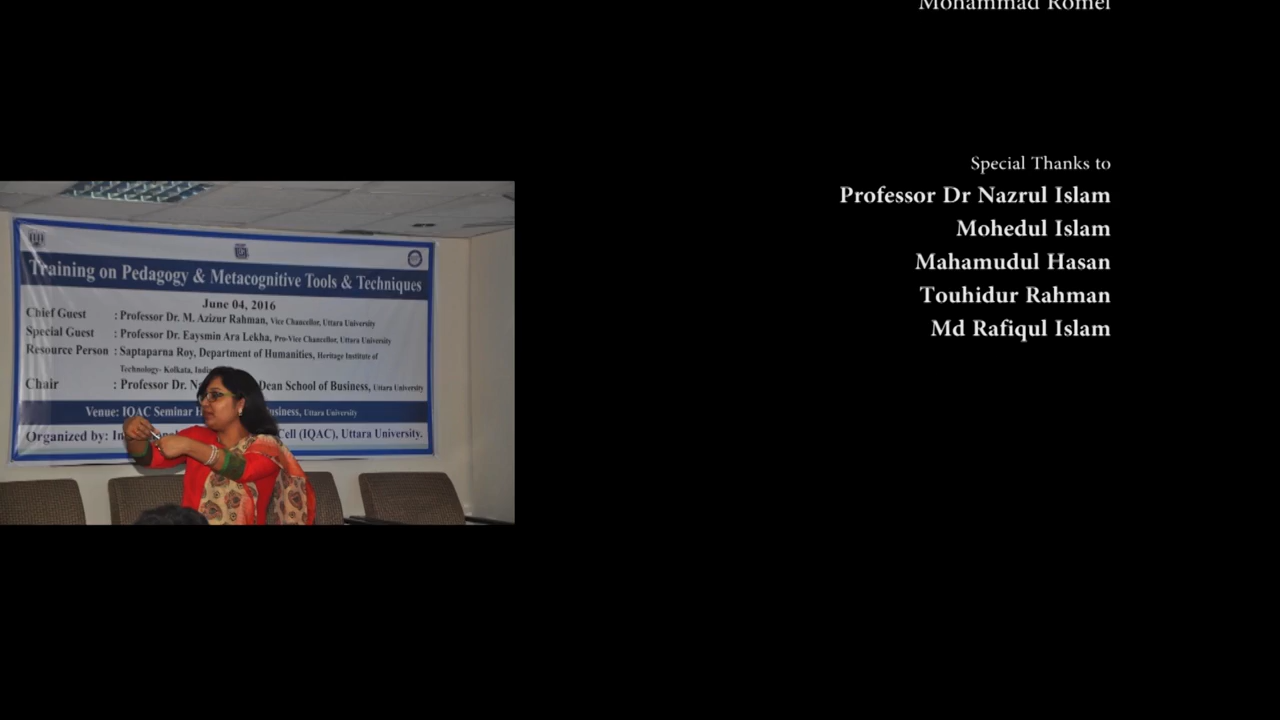 Mohammad Romel
Special Thanks to
Professor Dr Nazrul Islam
Mohedul Islam
Mahamudul Hasan
Touhidur Rahman
Md Rafiqul Islam
Training on Pedagogy & Metacognitive Tools & Techniques
June 04, 2016
Chief Guest : Professor Dr. M. Azizur Rahman, Vice Chancellor, Uttara University
Special Guest : Professor Dr. Eaysmin Ara Lekha, Pro-Vice Chancellor, Uttara University
Resource Person : Saptaparna Roy, Department of Humanities, Heritage Institute of
Technology- Kolkata, India
Chair : Professor Dr. Dean School of Business, Uttara University
Venue: IQAC Seminar Uttara University
Organized by: Cell (IQAC), Uttara University.